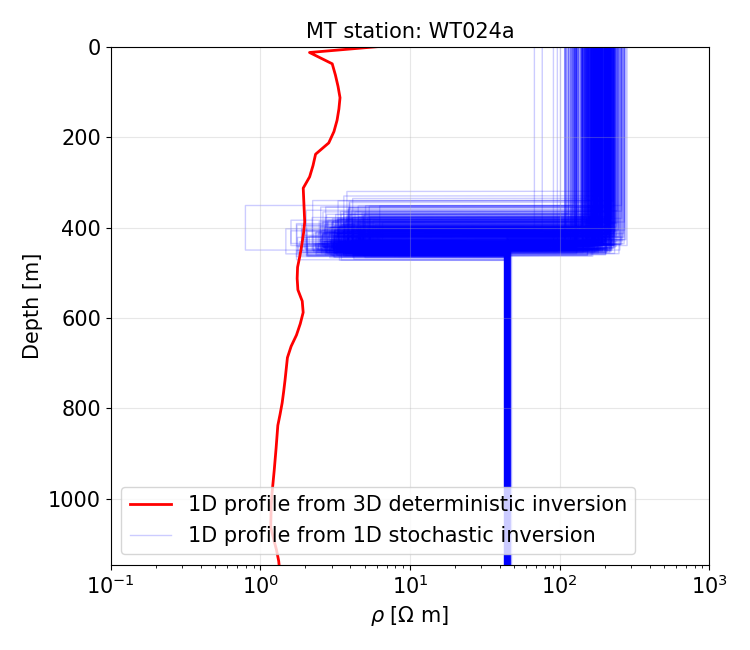 MT station: WT024a
0
200
400
600
800
1000
Depth [m]
1D profile from 3D deterministic inversion
1D profile from 1D stochastic inversion
10⁻¹ 10⁰ 10¹ 10² 10³
ρ [Ω m]